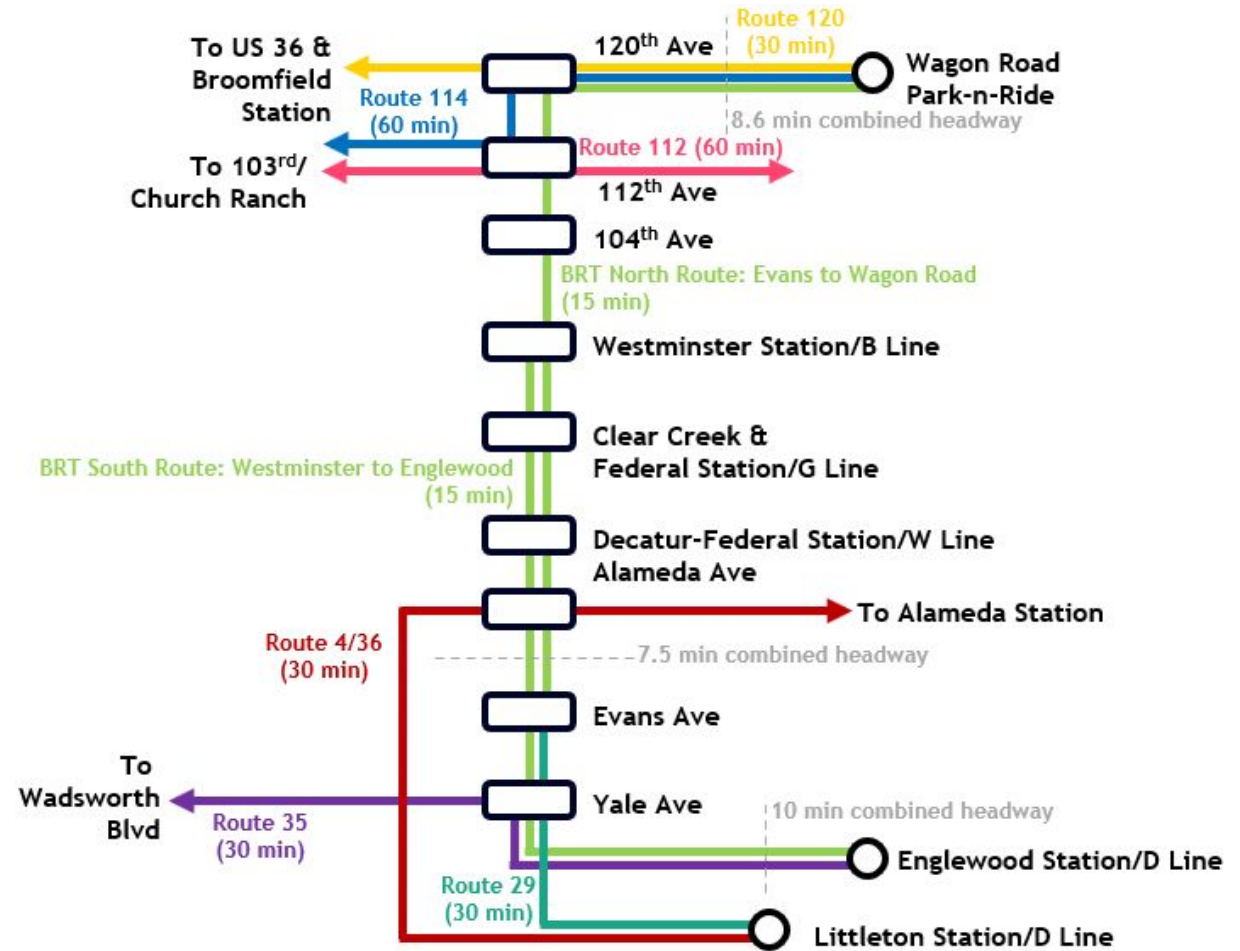 To US 36 &
Broomfield
Station
120th Ave
Route 120
(30 min)
Wagon Road
Park-n-Ride
Route 114
(60 min)
8.6 min combined headway
To 103rd/
Church Ranch
Route 112 (60 min)
112th Ave
104th Ave
BRT North Route: Evans to Wagon Road
(15 min)
Westminster Station/B Line
Clear Creek &
Federal Station/G Line
BRT South Route: Westminster to Englewood
(15 min)
Decatur-Federal Station/W Line
Alameda Ave
To Alameda Station
Route 4/36
(30 min)
7.5 min combined headway
Evans Ave
To
Wadsworth
Blvd
Yale Ave
Route 35
(30 min)
10 min combined headway
Englewood Station/D Line
Route 29
(30 min)
Littleton Station/D Line